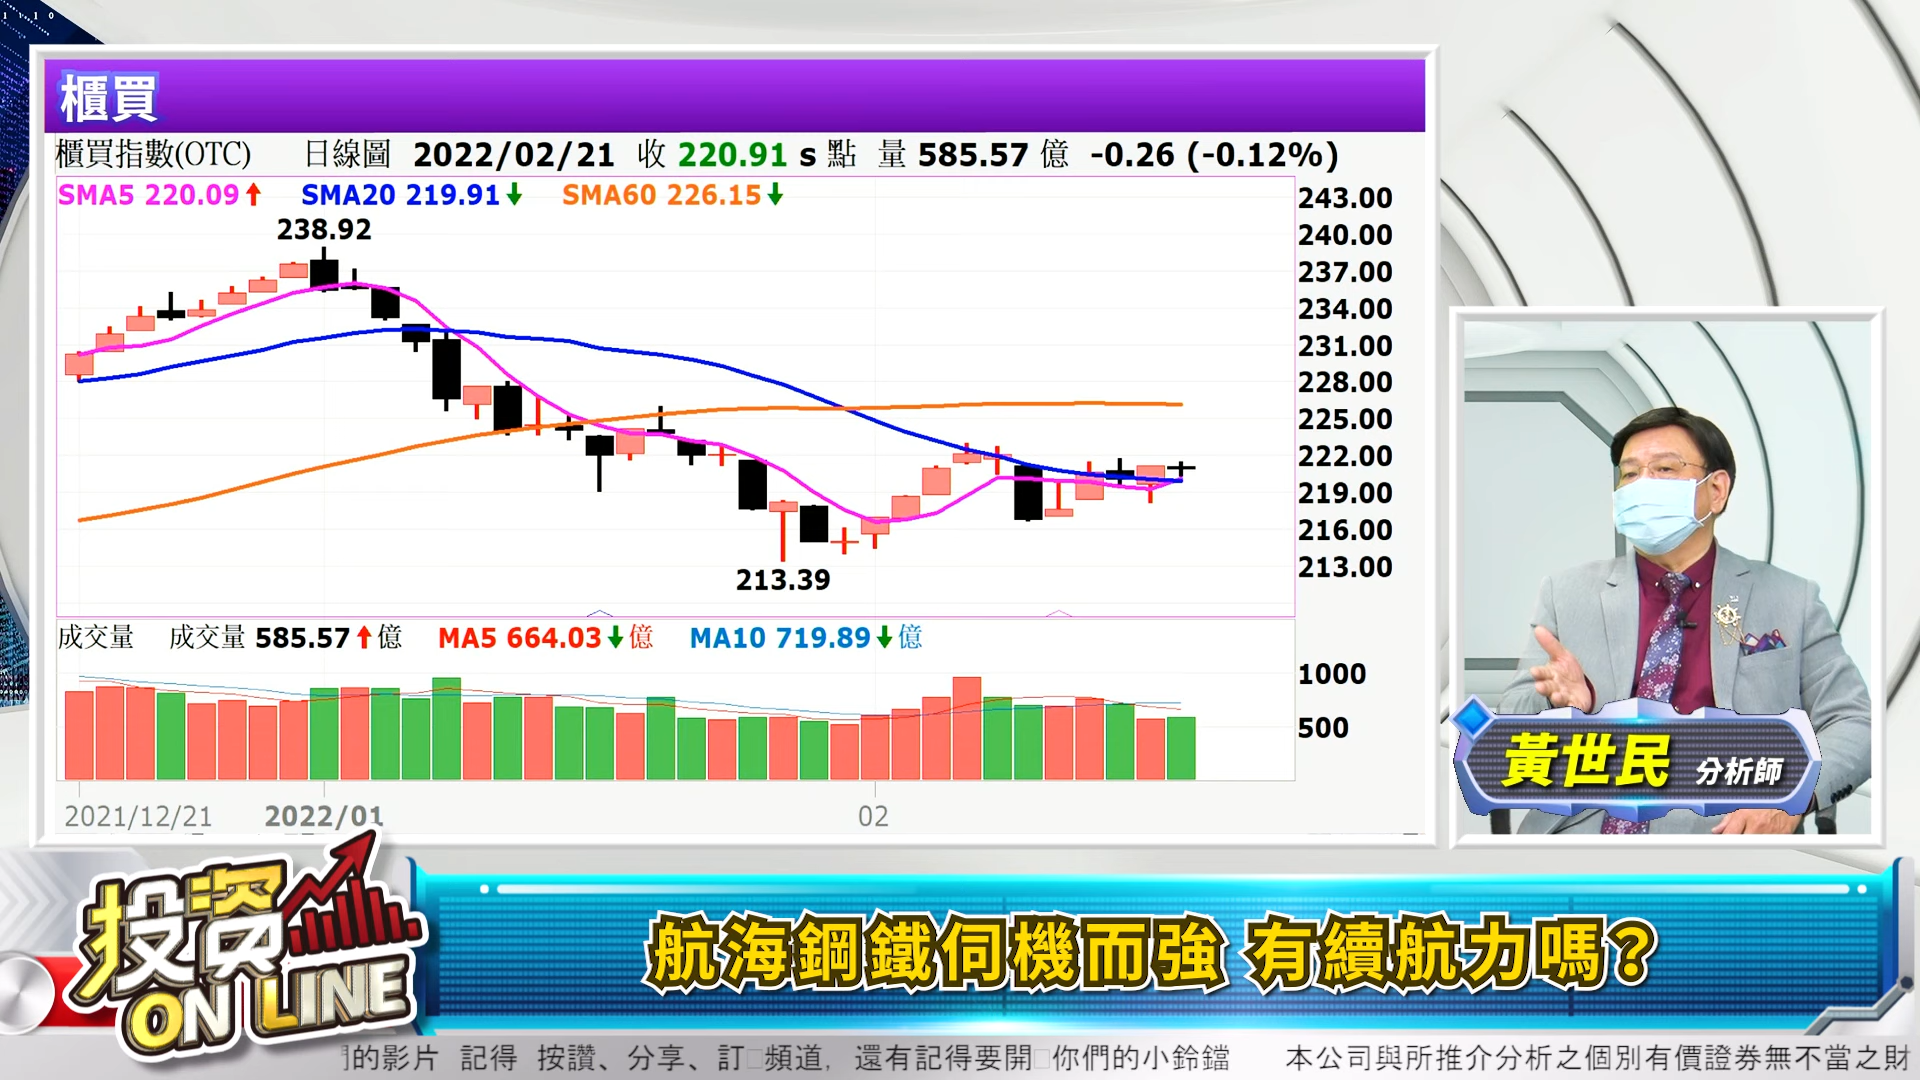 櫃買
櫃買指數(OTC) 日線圖 2022/02/21 收 220.91 s 點 量 585.57 億 -0.26 (-0.12%)
SMA5 220.09↑ SMA20 219.91↓ SMA60 226.15↓
238.92
213.39
243.00
240.00
237.00
234.00
231.00
228.00
225.00
222.00
219.00
216.00
213.00
成交量 成交量 585.57↑億 MA5 664.03↓億 MA10 719.89↓億
1000
500
2021/12/21 2022/01 02
黃世民 分析師
投資
ON LINE
航海鋼鐵伺機而強 有續航力嗎?
的影片 記得 按讚、分享、訂□頻道, 還有記得要開□你們的小鈴鐺 本公司與所推介分析之個別有價證券無不當之財